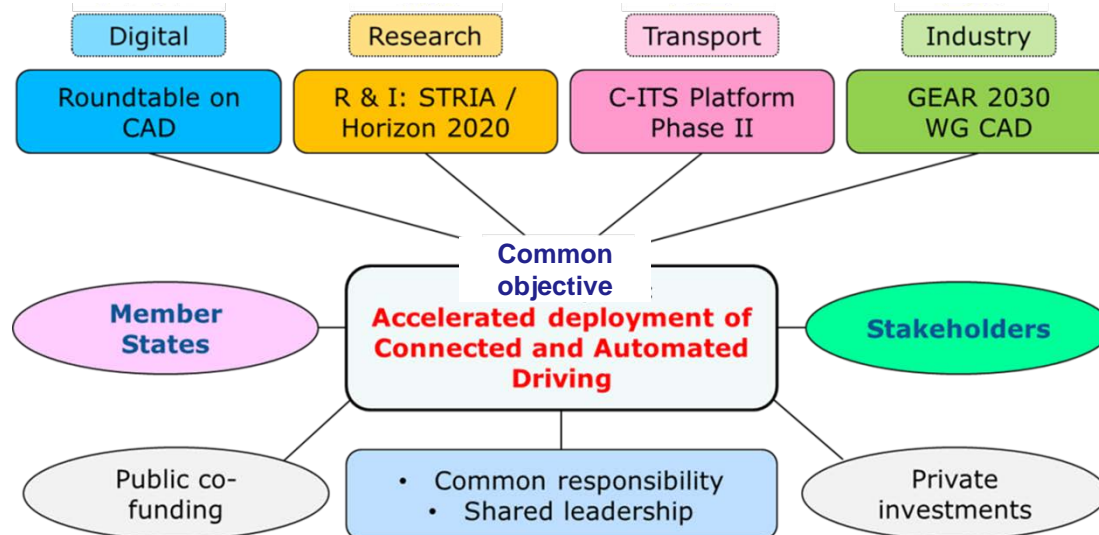 Digital
Research
Transport
Industry
Roundtable on
CAD
R & I: STRIA /
Horizon 2020
C-ITS Platform
Phase II
GEAR 2030
WG CAD
Common
objective
Member
States
Accelerated deployment of
Connected and Automated
Driving
Stakeholders
Public co-
funding
• Common responsibility
• Shared leadership
Private
investments